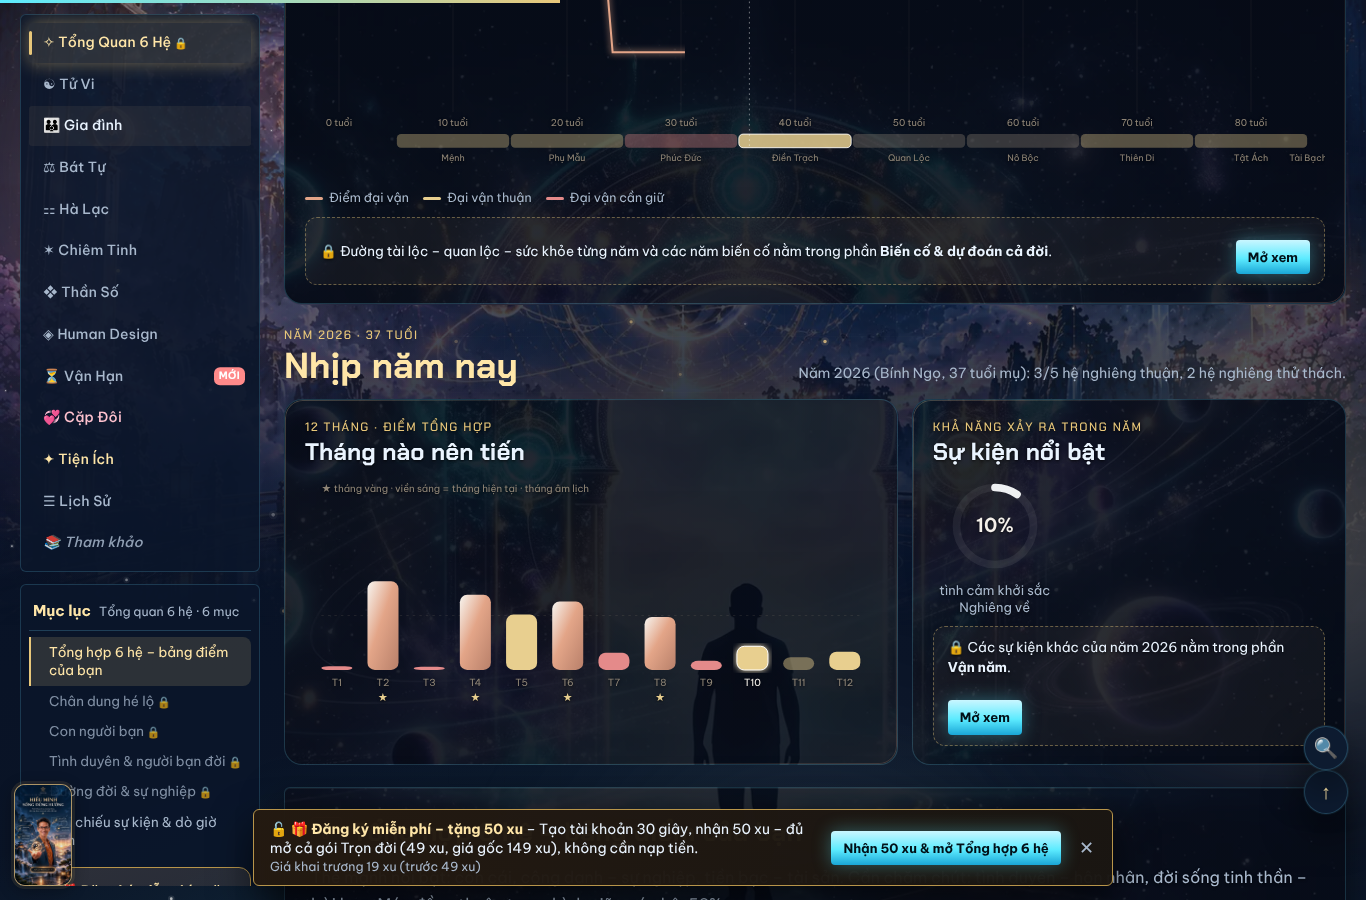 ✧ Tổng Quan 6 Hệ 🔒
☯ Tử Vi
👪 Gia đình
⚖ Bát Tự
⚏ Hà Lạc
✶ Chiêm Tinh
❖ Thần Số
◈ Human Design
⏳ Vận Hạn MỚI
💞 Cặp Đôi
✦ Tiện Ích
☰ Lịch Sử
📚 Tham khảo
Mục lục Tổng quan 6 hệ · 6 mục
Tổng hợp 6 hệ – bảng điểm
của bạn
Chân dung hé lộ 🔒
Con người bạn 🔒
Tình duyên & người bạn đời 🔒
đời & sự nghiệp 🔒
chiếu sự kiện & dò giờ
HIẾU MINH
0 tuổi 10 tuổi 20 tuổi 30 tuổi 40 tuổi 50 tuổi 60 tuổi 70 tuổi 80 tuổi
Mệnh Phụ Mẫu Phúc Đức Điền Trạch Quan Lộc Nô Bộc Thiên Di Tật Ách Tài Bạch
Điểm đại vận Đại vận thuận Đại vận cần giữ
🔒 Đường tài lộc – quan lộc – sức khỏe từng năm và các năm biến cố nằm trong phần Biến cố & dự đoán cả đời.
Mở xem
NĂM 2026 · 37 TUỔI
Nhịp năm nay
Năm 2026 (Bính Ngọ, 37 tuổi mụ): 3/5 hệ nghiêng thuận, 2 hệ nghiêng thử thách.
12 THÁNG · ĐIỂM TỔNG HỢP
Tháng nào nên tiến
★ tháng vàng · viền sáng = tháng hiện tại · tháng âm lịch
T1 T2 T3 T4 T5 T6 T7 T8 T9 T10 T11 T12
★ ★ ★ ★
KHẢ NĂNG XẢY RA TRONG NĂM
Sự kiện nổi bật
10%
tình cảm khởi sắc
Nghiêng về
🔒 Các sự kiện khác của năm 2026 nằm trong phần
Vận năm.
Mở xem
🔍
↑
🔓 🎁 Đăng ký miễn phí – tặng 50 xu – Tạo tài khoản 30 giây, nhận 50 xu – đủ
mở cả gói Trọn đời (49 xu, giá gốc 149 xu), không cần nạp tiền.
Giá khai trương 19 xu (trước 49 xu)
Nhận 50 xu & mở Tổng hợp 6 hệ
✕
nhân, đời sống tinh thần –